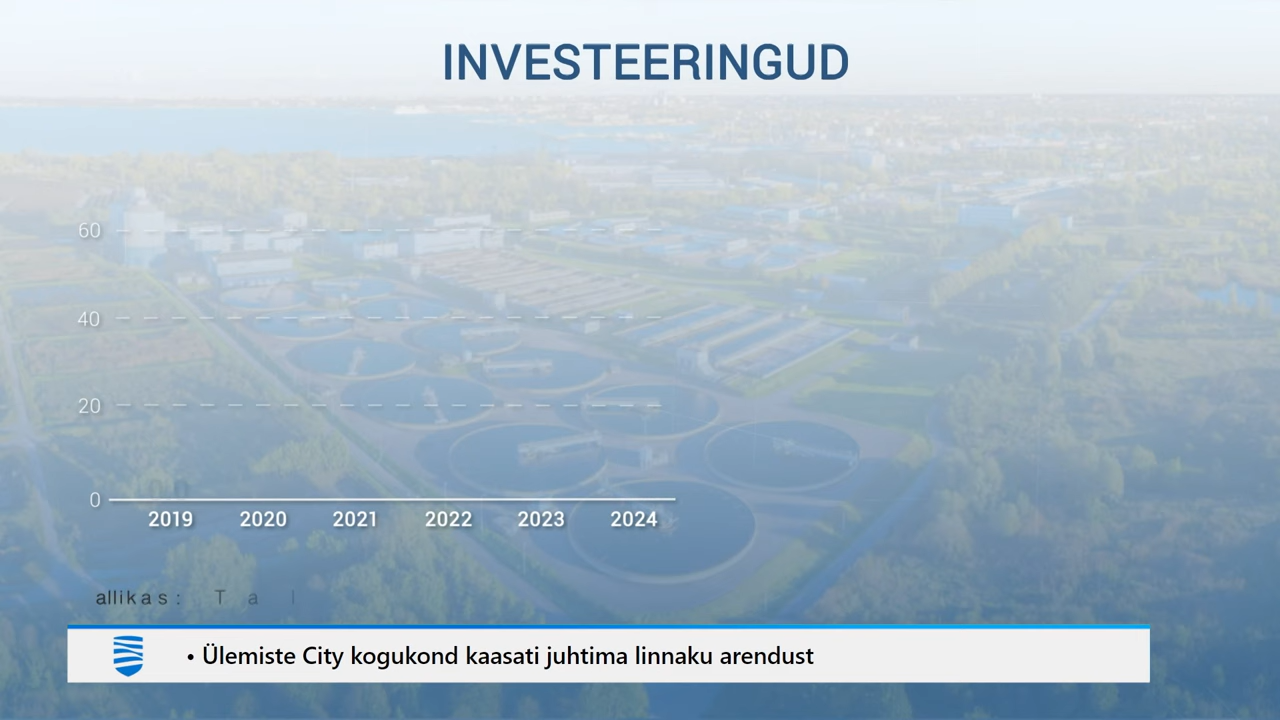 INVESTEERINGUD
60
40
20
0
2019 2020 2021 2022 2023 2024
allikas: Tal
• Ülemiste City kogukond kaasati juhtima linnaku arendust